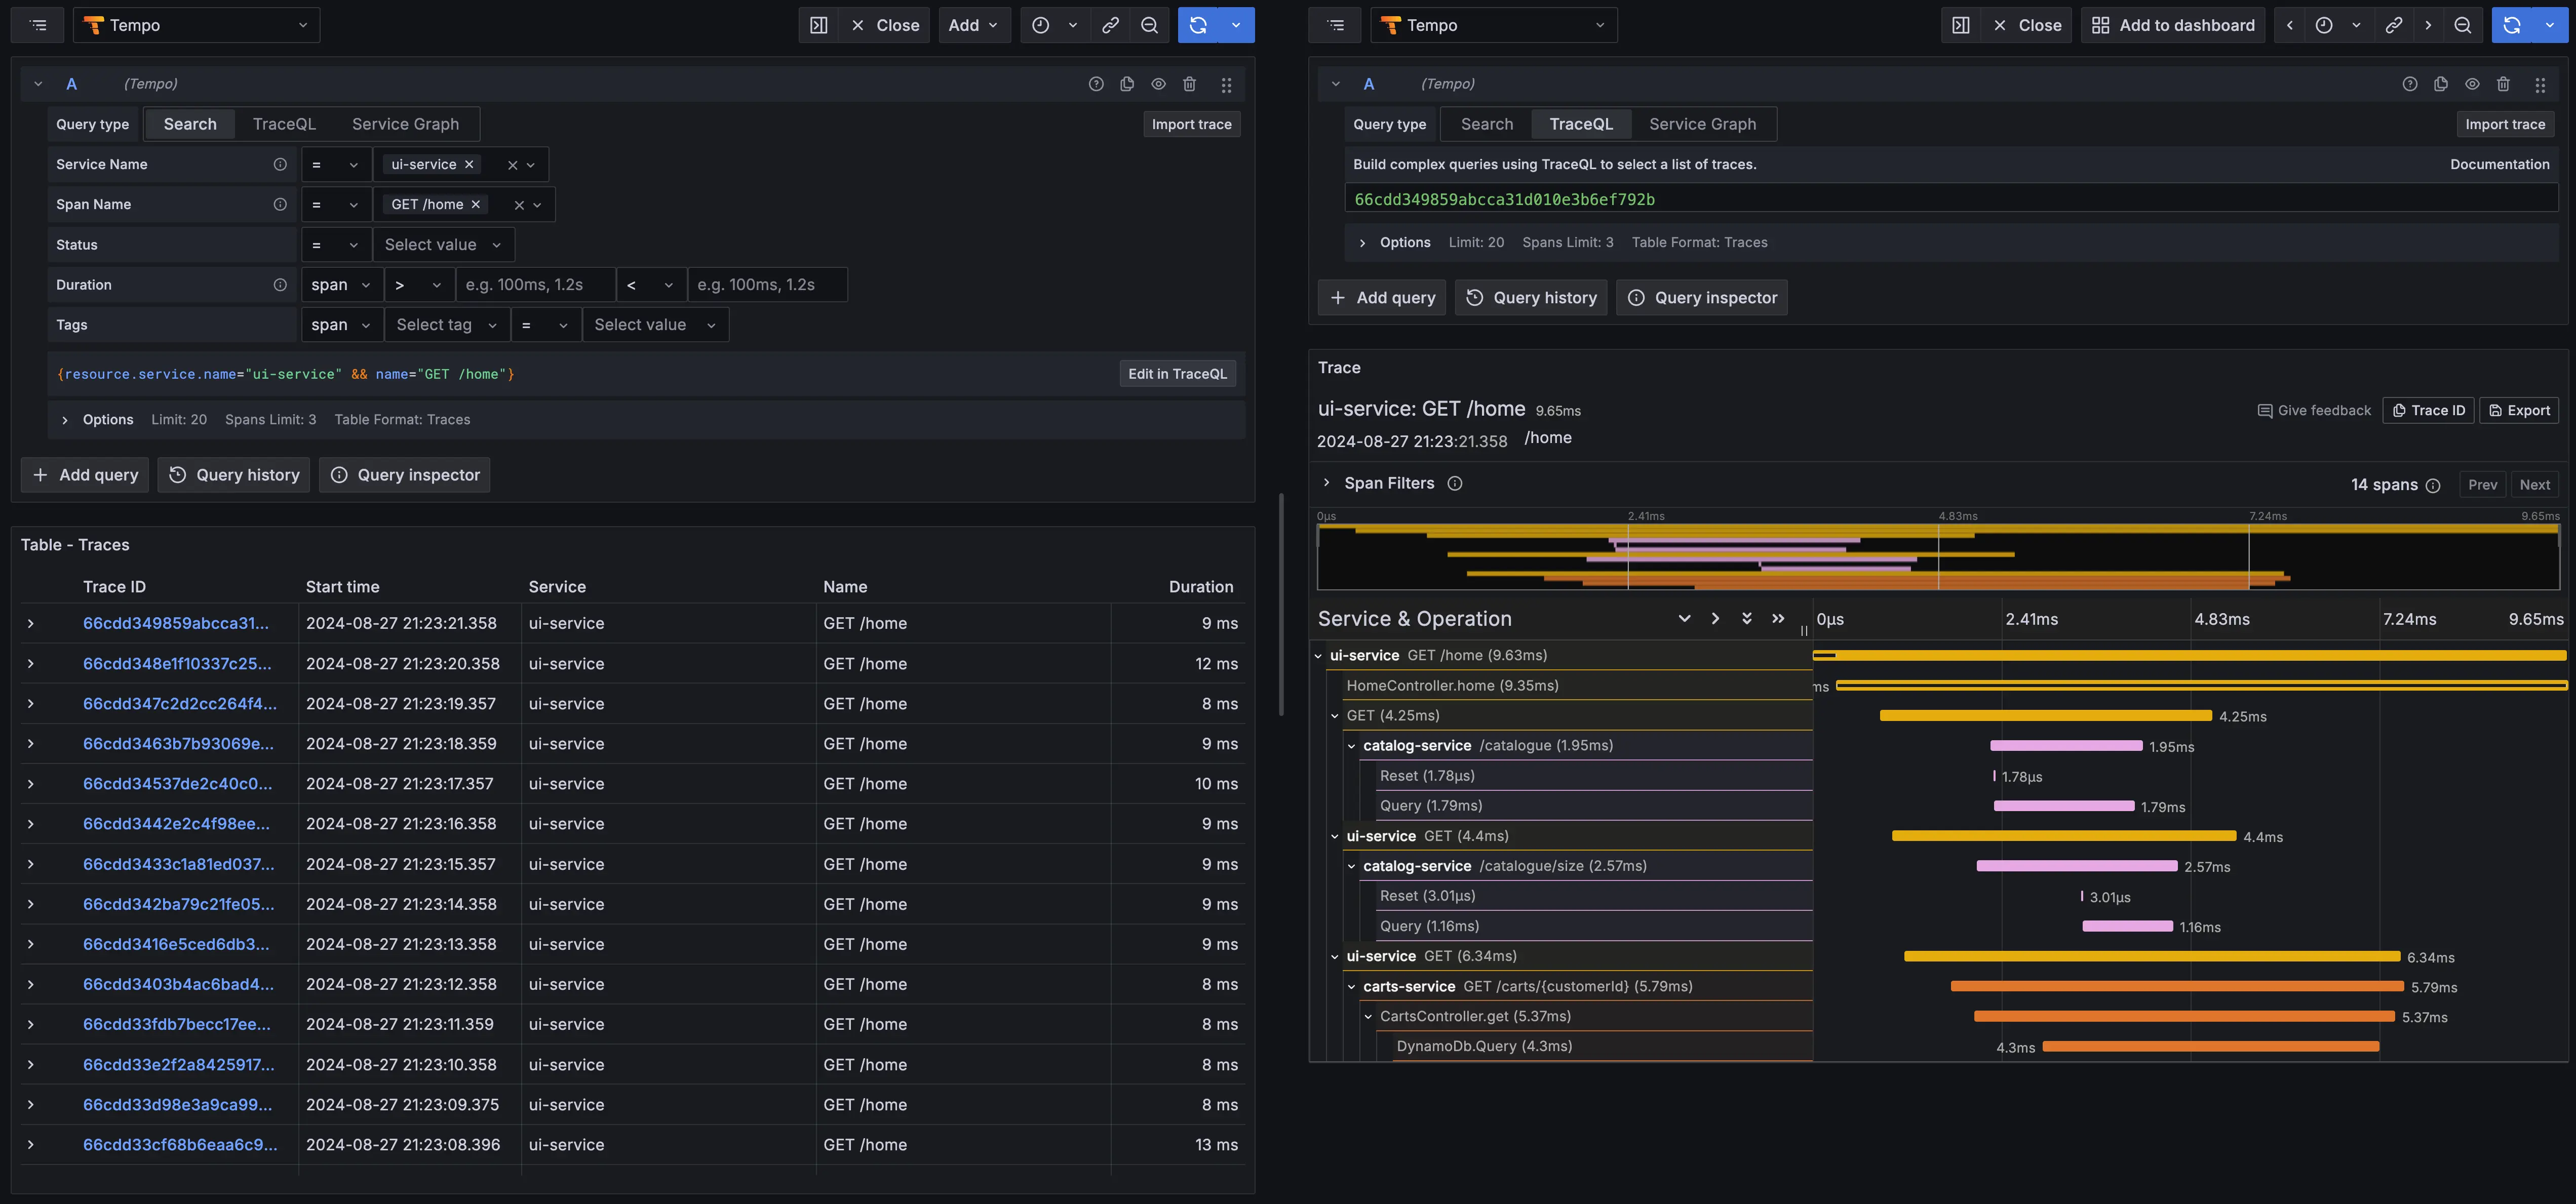 Tempo
Close
Add
A (Tempo)
Query type Search TraceQL Service Graph Import trace
Service Name = ui-service
Span Name = GET /home
Status = Select value
Duration span > e.g. 100ms, 1.2s < e.g. 100ms, 1.2s
Tags span Select tag = Select value
{resource.service.name="ui-service" && name="GET /home"} Edit in TraceQL
Options Limit: 20 Spans Limit: 3 Table Format: Traces
Add query Query history Query inspector
Table - Traces
Trace ID Start time Service Name Duration
66cdd349859abcca31... 2024-08-27 21:23:21.358 ui-service GET /home 9 ms
66cdd348e1f10337c25... 2024-08-27 21:23:20.358 ui-service GET /home 12 ms
66cdd347c2d2cc264f4... 2024-08-27 21:23:19.357 ui-service GET /home 8 ms
66cdd3463b7b93069e... 2024-08-27 21:23:18.359 ui-service GET /home 9 ms
66cdd34537de2c40c0... 2024-08-27 21:23:17.357 ui-service GET /home 10 ms
66cdd3442e2c4f98ee... 2024-08-27 21:23:16.358 ui-service GET /home 9 ms
66cdd3433c1a81ed037... 2024-08-27 21:23:15.357 ui-service GET /home 9 ms
66cdd342ba79c21fe05... 2024-08-27 21:23:14.358 ui-service GET /home 9 ms
66cdd3416e5ced6db3... 2024-08-27 21:23:13.358 ui-service GET /home 9 ms
66cdd3403b4ac6bad4... 2024-08-27 21:23:12.358 ui-service GET /home 8 ms
66cdd33fdb7becc17ee... 2024-08-27 21:23:11.359 ui-service GET /home 8 ms
66cdd33e2f2a8425917... 2024-08-27 21:23:10.358 ui-service GET /home 8 ms
66cdd33d98e3a9ca99... 2024-08-27 21:23:09.375 ui-service GET /home 8 ms
66cdd33cf68b6eaa6c9... 2024-08-27 21:23:08.396 ui-service GET /home 13 ms
Tempo
Close
Add to dashboard
A (Tempo)
Query type Search TraceQL Service Graph Import trace
Build complex queries using TraceQL to select a list of traces. Documentation
66cdd349859abcca31d010e3b6ef792b
Options Limit: 20 Spans Limit: 3 Table Format: Traces
Add query Query history Query inspector
Trace
ui-service: GET /home 9.65ms Give feedback Trace ID Export
2024-08-27 21:23:21.358 /home
Span Filters 14 spans Prev Next
0μs 2.41ms 4.83ms 7.24ms 9.65ms
Service & Operation 0μs 2.41ms 4.83ms 7.24ms 9.65ms
ui-service GET /home (9.63ms)
HomeController.home (9.35ms) ms
GET (4.25ms) 4.25ms
catalog-service /catalogue (1.95ms) 1.95ms
Reset (1.78μs) 1.78μs
Query (1.79ms) 1.79ms
ui-service GET (4.4ms) 4.4ms
catalog-service /catalogue/size (2.57ms) 2.57ms
Reset (3.01μs) 3.01μs
Query (1.16ms) 1.16ms
ui-service GET (6.34ms) 6.34ms
carts-service GET /carts/{customerId} (5.79ms) 5.79ms
CartsController.get (5.37ms) 5.37ms
DynamoDb.Query (4.3ms) 4.3ms